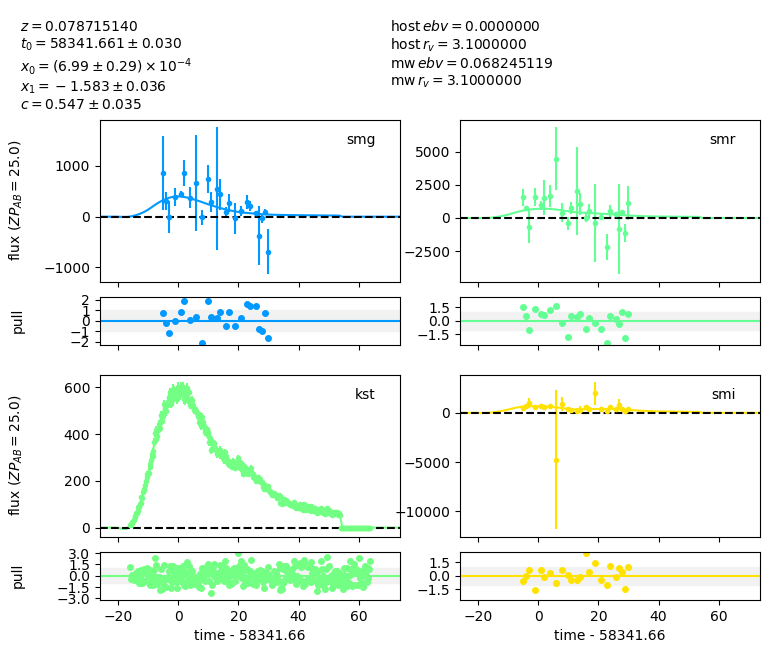 z = 0.078715140
t₀ = 58341.661 ± 0.030
x₀ = (6.99 ± 0.29) × 10⁻⁴
x₁ = −1.583 ± 0.036
c = 0.547 ± 0.035
host ebv = 0.0000000
host r_v = 3.1000000
mw ebv = 0.068245119
mw r_v = 3.1000000
flux (ZP_AB = 25.0)
1000
0
−1000
smg
5000
2500
0
−2500
smr
pull
2
1
0
−1
−2
1.5
0.0
−1.5
flux (ZP_AB = 25.0)
600
400
200
0
kst
0
−5000
−10000
smi
pull
3.0
1.5
0.0
−1.5
−3.0
1.5
0.0
−1.5
−20 0 20 40 60
−20 0 20 40 60
time - 58341.66
time - 58341.66